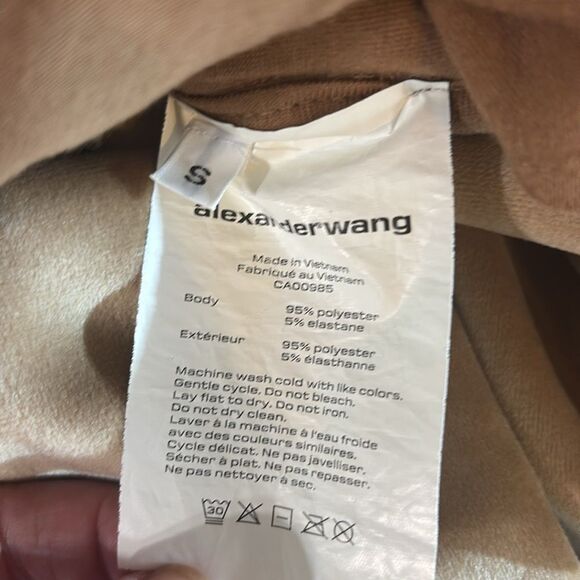 S
alexanderwang
Made in Vietnam
Fabriqué au Vietnam
CA00985
Body 95% polyester
5% elastane
Extérieur 95% polyester
5% élasthanne
Machine wash cold with like colors.
Gentle cycle. Do not bleach.
Lay flat to dry. Do not iron.
Do not dry clean.
Laver à la machine à l'eau froide
avec des couleurs similaires.
Cycle délicat. Ne pas javelliser.
Sécher à plat. Ne pas repasser.
Ne pas nettoyer à sec.
30